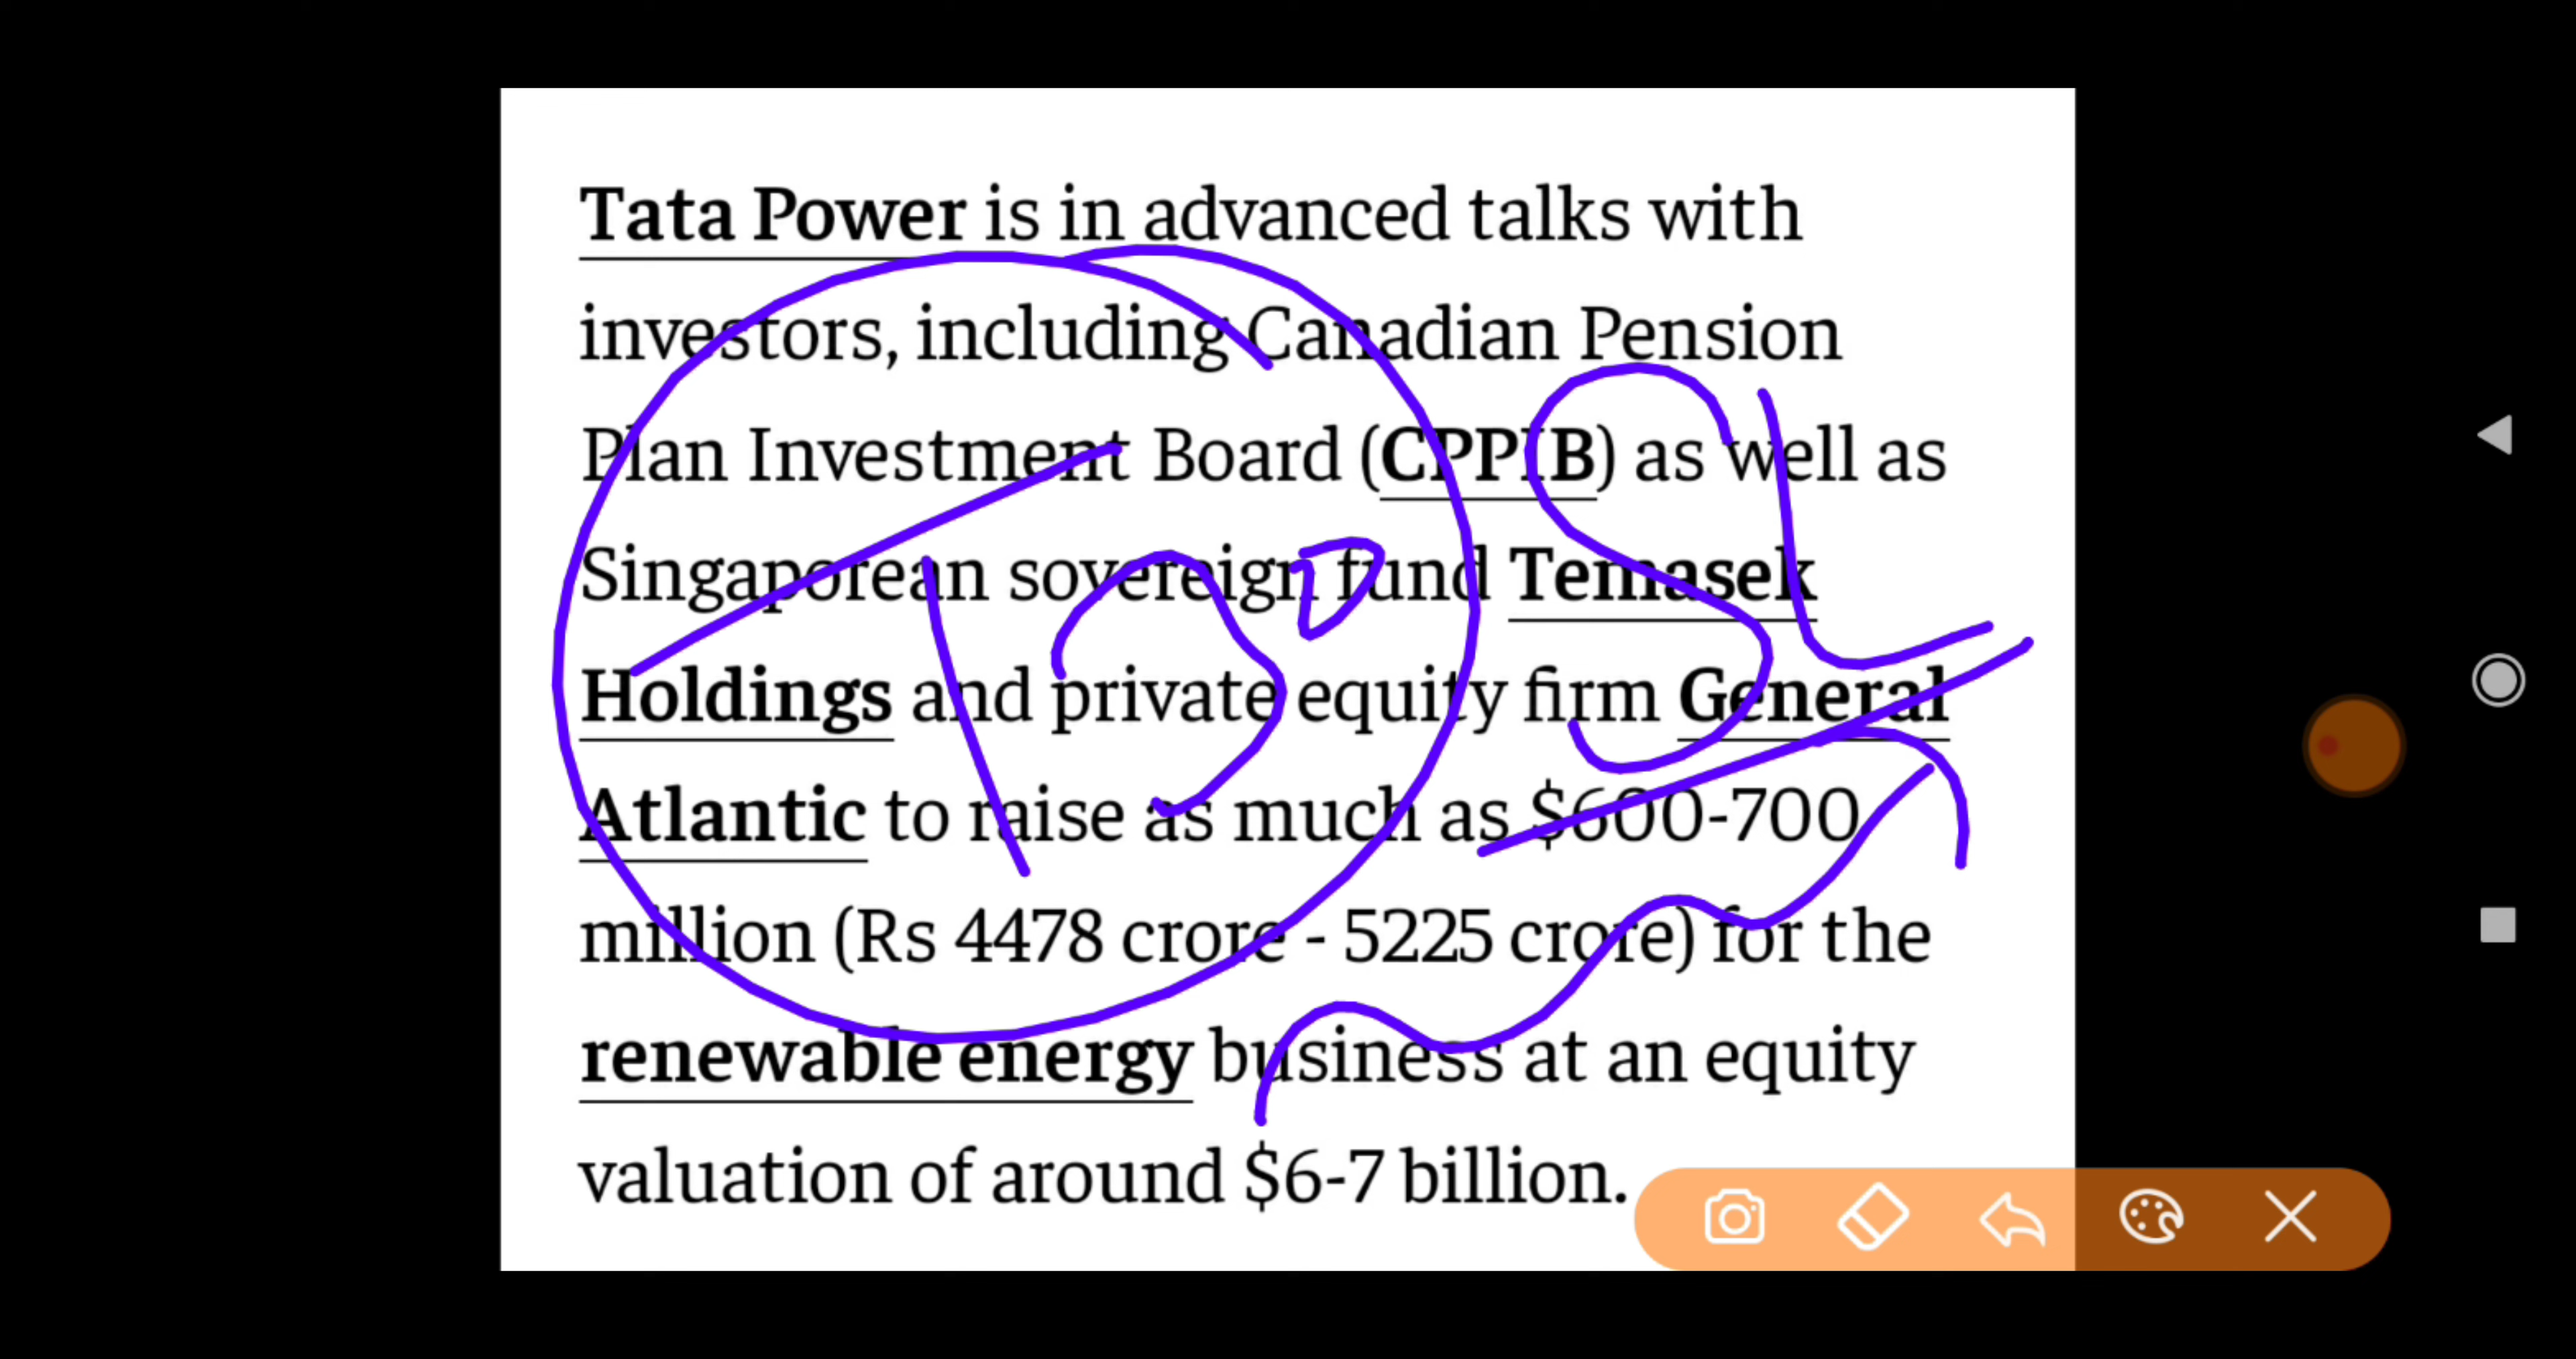 Tata Power is in advanced talks with
investors, including Canadian Pension
Plan Investment Board (CPPIB) as well as
Singaporean sovereign fund Temasek
Holdings and private equity firm General
Atlantic to raise as much as $600-700
million (Rs 4478 crore - 5225 crore) for the
renewable energy business at an equity
valuation of around $6-7 billion.